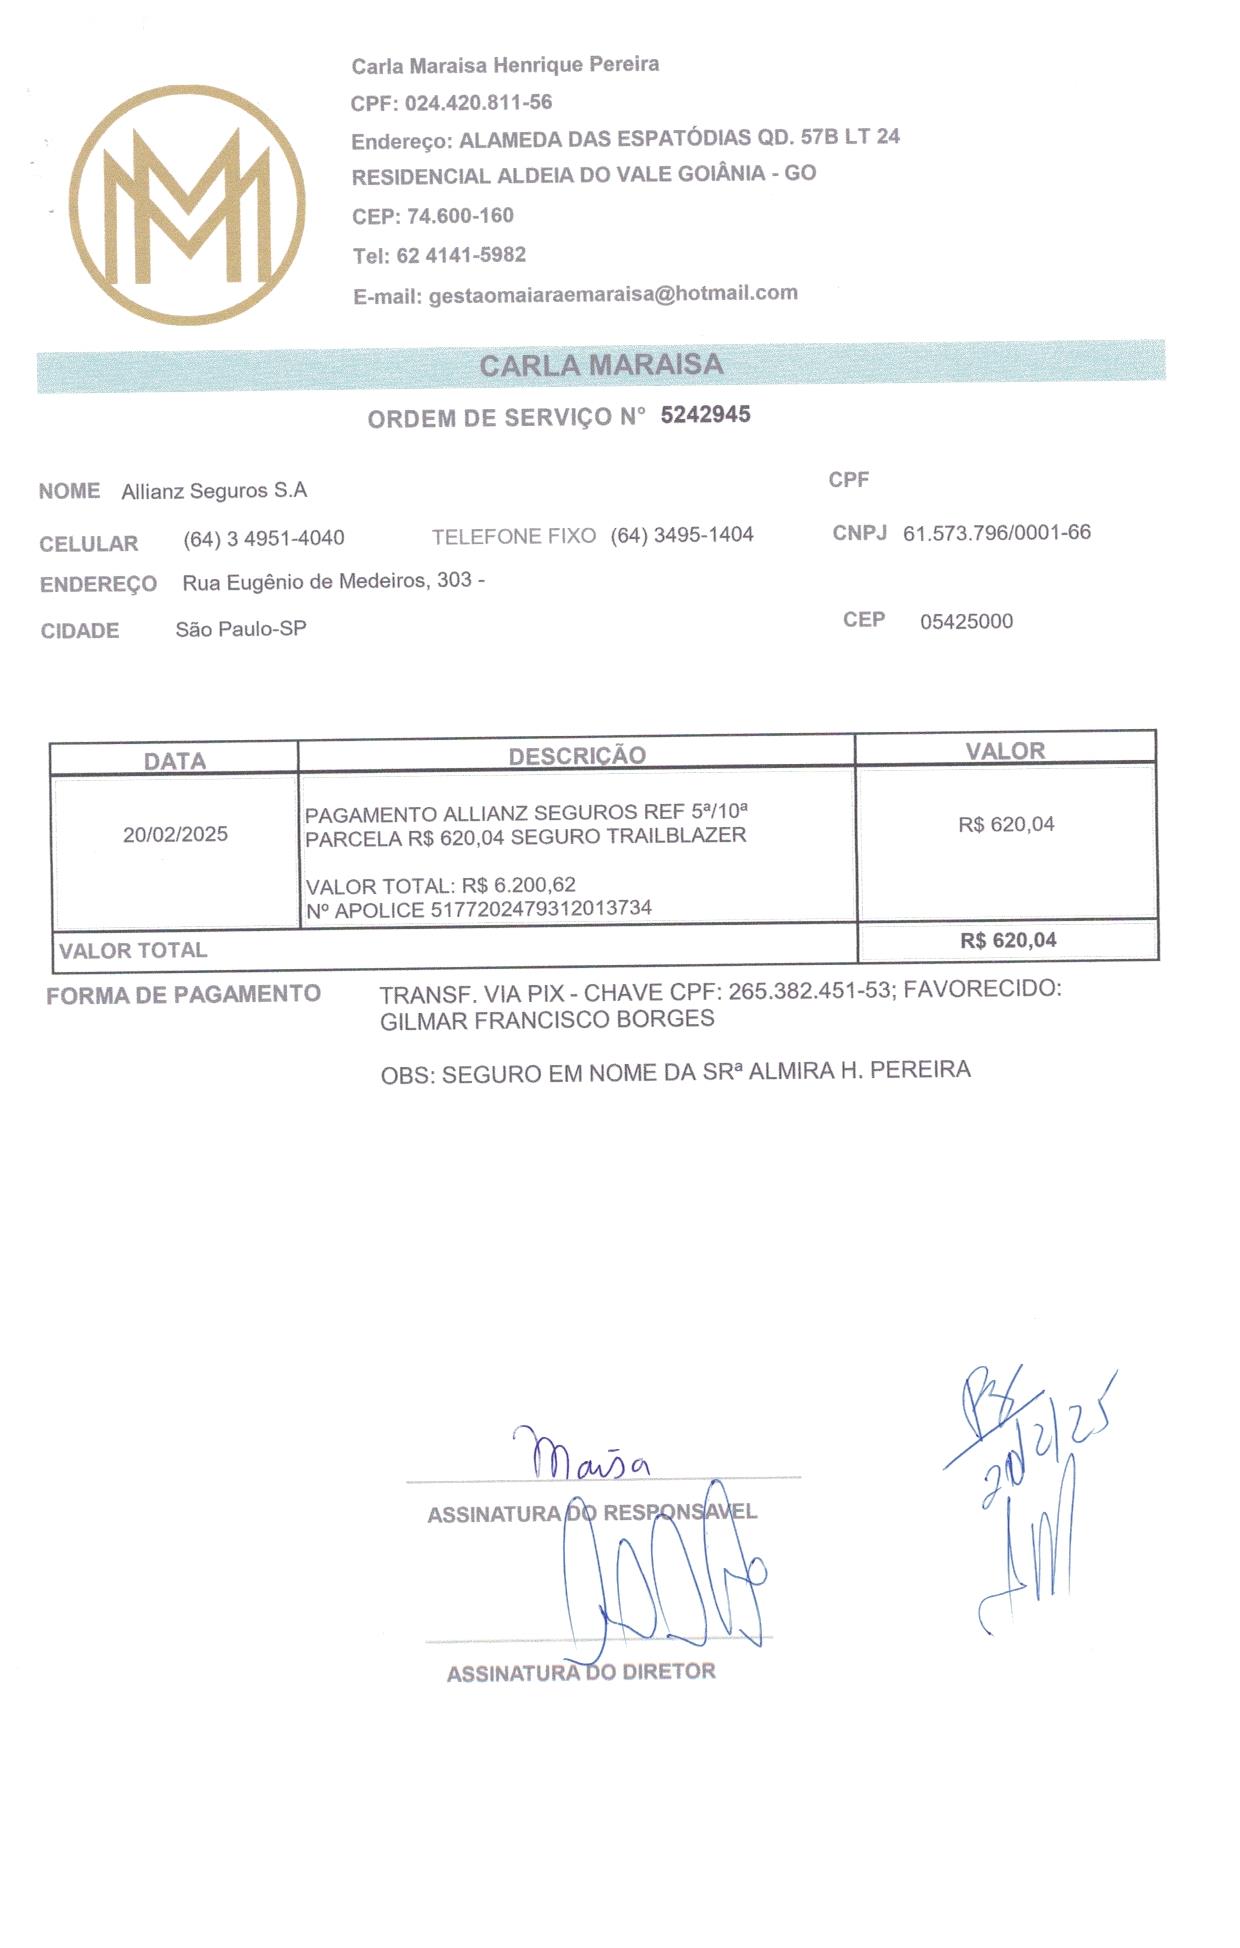 Carla Maraisa Henrique Pereira
CPF: 024.420.811-56
Endereço: ALAMEDA DAS ESPATÓDIAS QD. 57B LT 24
RESIDENCIAL ALDEIA DO VALE GOIÂNIA - GO
CEP: 74.600-160
Tel: 62 4141-5982
E-mail: gestaomaiaraemaraisa@hotmail.com
CARLA MARAISA
ORDEM DE SERVIÇO N° 5242945
NOME Allianz Seguros S.A CPF
CELULAR (64) 3 4951-4040 TELEFONE FIXO (64) 3495-1404 CNPJ 61.573.796/0001-66
ENDEREÇO Rua Eugênio de Medeiros, 303 -
CIDADE São Paulo-SP CEP 05425000
DATA DESCRIÇÃO VALOR
PAGAMENTO ALLIANZ SEGUROS REF 5ª/10ª
20/02/2025 PARCELA R$ 620,04 SEGURO TRAILBLAZER R$ 620,04
VALOR TOTAL: R$ 6.200,62
Nº APOLICE 5177202479312013734
VALOR TOTAL R$ 620,04
FORMA DE PAGAMENTO TRANSF. VIA PIX - CHAVE CPF: 265.382.451-53; FAVORECIDO:
GILMAR FRANCISCO BORGES
OBS: SEGURO EM NOME DA SRª ALMIRA H. PEREIRA
20/2/25
ASSINATURA DO RESPONSAVEL
ASSINATURA DO DIRETOR